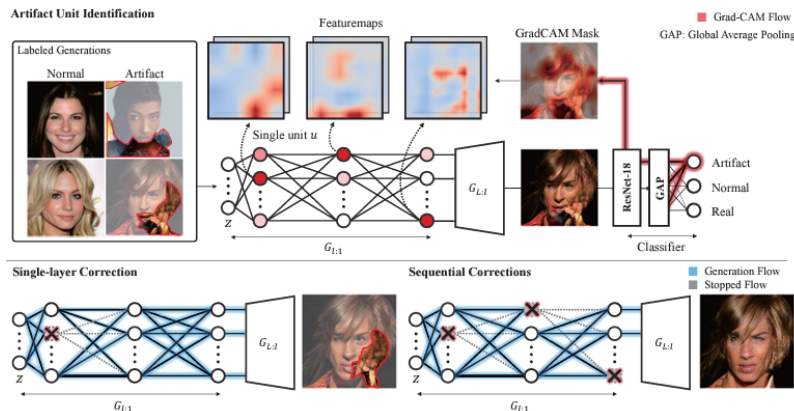 Artifact Unit Identification
Labeled Generations
Normal
Artifact
Featuremaps
GradCAM Mask
Grad-CAM Flow
GAP: Global Average Pooling
Single unit u
Z
G_{l:1}
G_{L:l}
ResNet-18
GAP
Artifact
Normal
Real
Classifier
Single-layer Correction
Z
G_{l:1}
G_{L:l}
Sequential Corrections
Generation Flow
Stopped Flow
Z
G_{l:1}
G_{L:l}